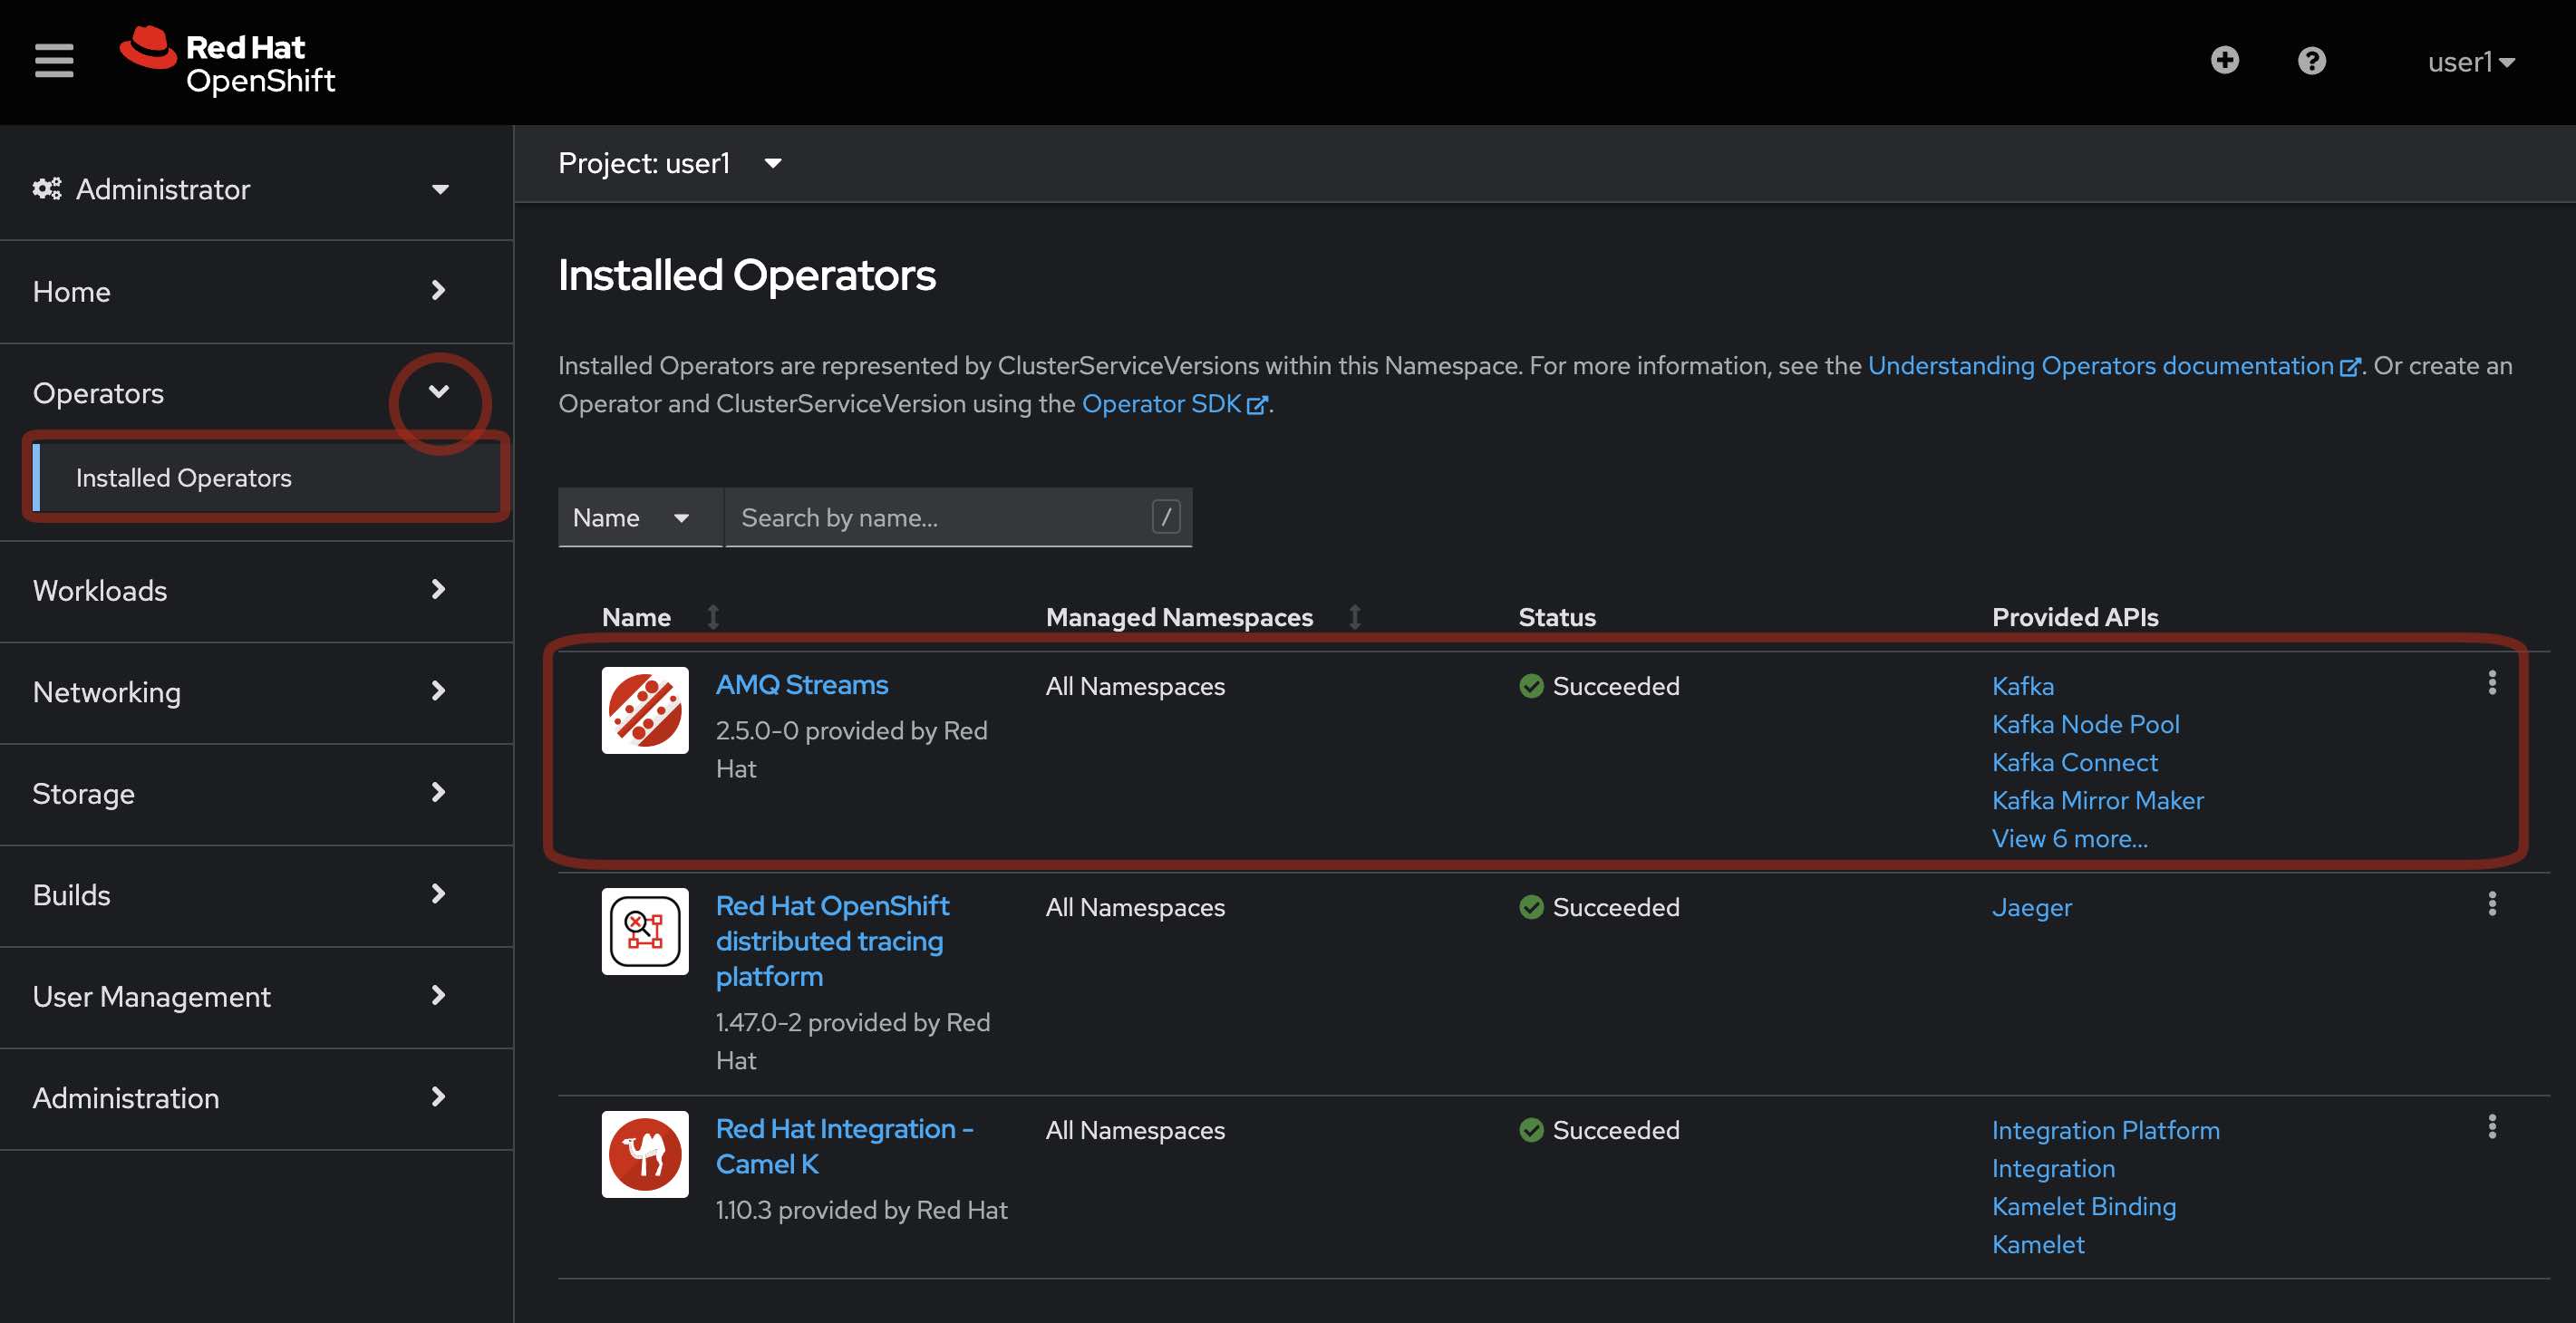 Red Hat
OpenShift
user1
Administrator
Home
Operators
Installed Operators
Workloads
Networking
Storage
Builds
User Management
Administration
Project: user1
Installed Operators
Installed Operators are represented by ClusterServiceVersions within this Namespace. For more information, see the Understanding Operators documentation. Or create an
Operator and ClusterServiceVersion using the Operator SDK.
Name
Search by name...
/
Name Managed Namespaces Status Provided APIs
AMQ Streams
2.5.0-0 provided by Red
Hat
All Namespaces
Succeeded
Kafka
Kafka Node Pool
Kafka Connect
Kafka Mirror Maker
View 6 more...
Red Hat OpenShift
distributed tracing
platform
1.47.0-2 provided by Red
Hat
All Namespaces
Succeeded
Jaeger
Red Hat Integration -
Camel K
1.10.3 provided by Red Hat
All Namespaces
Succeeded
Integration Platform
Integration
Kamelet Binding
Kamelet